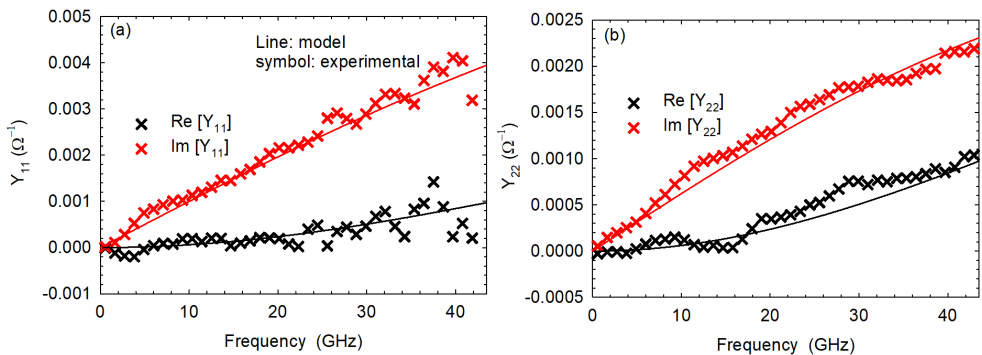 (a)
Line: model
symbol: experimental
Re [Y₁₁]
Im [Y₁₁]
Y₁₁ (Ω⁻¹)
0.005
0.004
0.003
0.002
0.001
0.000
-0.001
0 10 20 30 40
Frequency (GHz)
(b)
Re [Y₂₂]
Im [Y₂₂]
Y₂₂ (Ω⁻¹)
0.0025
0.0020
0.0015
0.0010
0.0005
0.0000
-0.0005
0 10 20 30 40
Frequency (GHz)